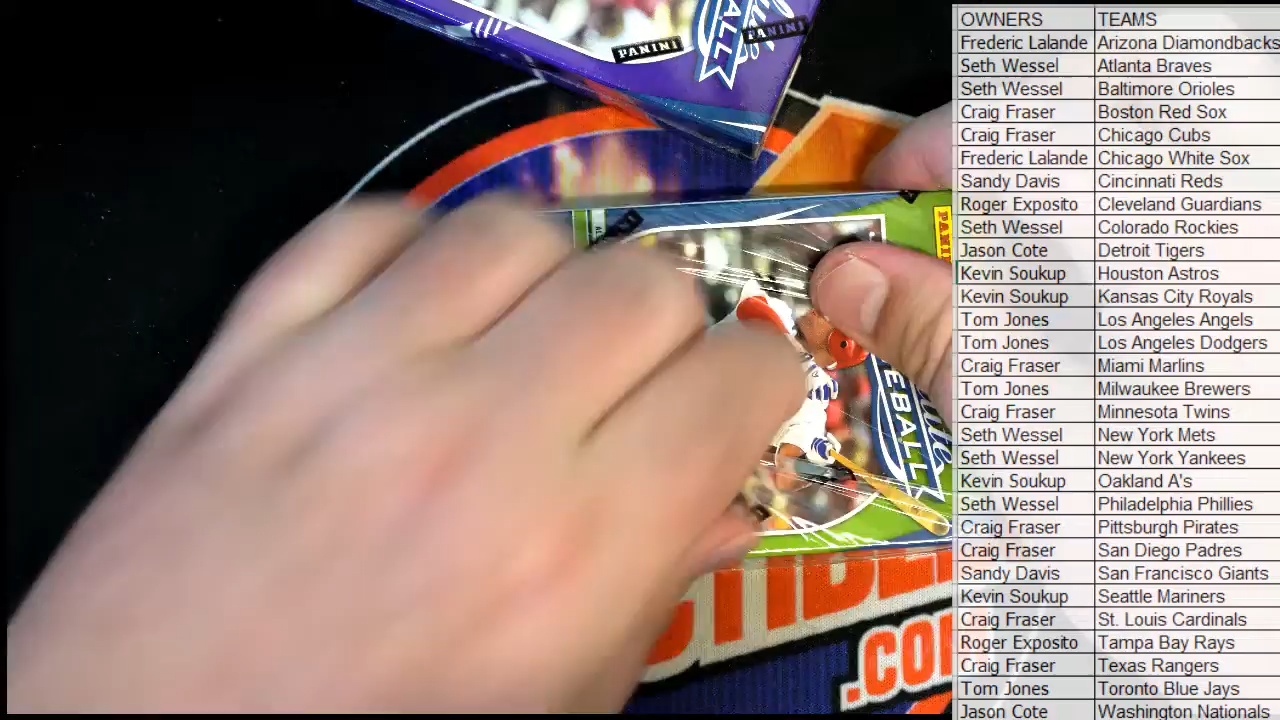 PANINI
PANINI
BALL
PANINI
EBALL
.CO
OWNERS TEAMS
Frederic Lalande Arizona Diamondbacks
Seth Wessel Atlanta Braves
Seth Wessel Baltimore Orioles
Craig Fraser Boston Red Sox
Craig Fraser Chicago Cubs
Frederic Lalande Chicago White Sox
Sandy Davis Cincinnati Reds
Roger Exposito Cleveland Guardians
Seth Wessel Colorado Rockies
Jason Cote Detroit Tigers
Kevin Soukup Houston Astros
Kevin Soukup Kansas City Royals
Tom Jones Los Angeles Angels
Tom Jones Los Angeles Dodgers
Craig Fraser Miami Marlins
Tom Jones Milwaukee Brewers
Craig Fraser Minnesota Twins
Seth Wessel New York Mets
Seth Wessel New York Yankees
Kevin Soukup Oakland A's
Seth Wessel Philadelphia Phillies
Craig Fraser Pittsburgh Pirates
Craig Fraser San Diego Padres
Sandy Davis San Francisco Giants
Kevin Soukup Seattle Mariners
Craig Fraser St. Louis Cardinals
Roger Exposito Tampa Bay Rays
Craig Fraser Texas Rangers
Tom Jones Toronto Blue Jays
Jason Cote Washington Nationals